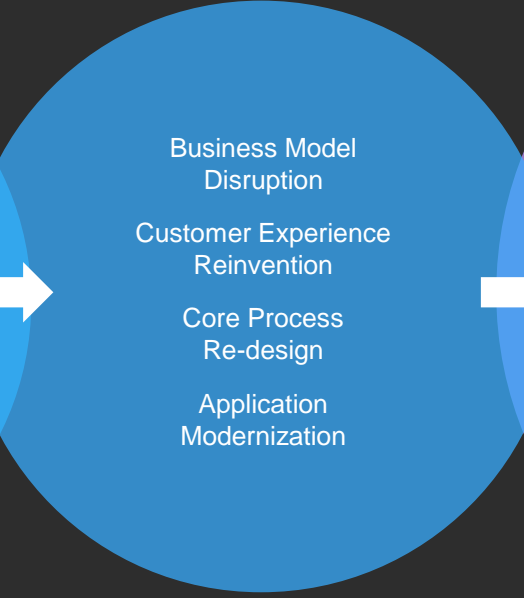 Business Model
Disruption
Customer Experience
Reinvention
Core Process
Re-design
Application
Modernization